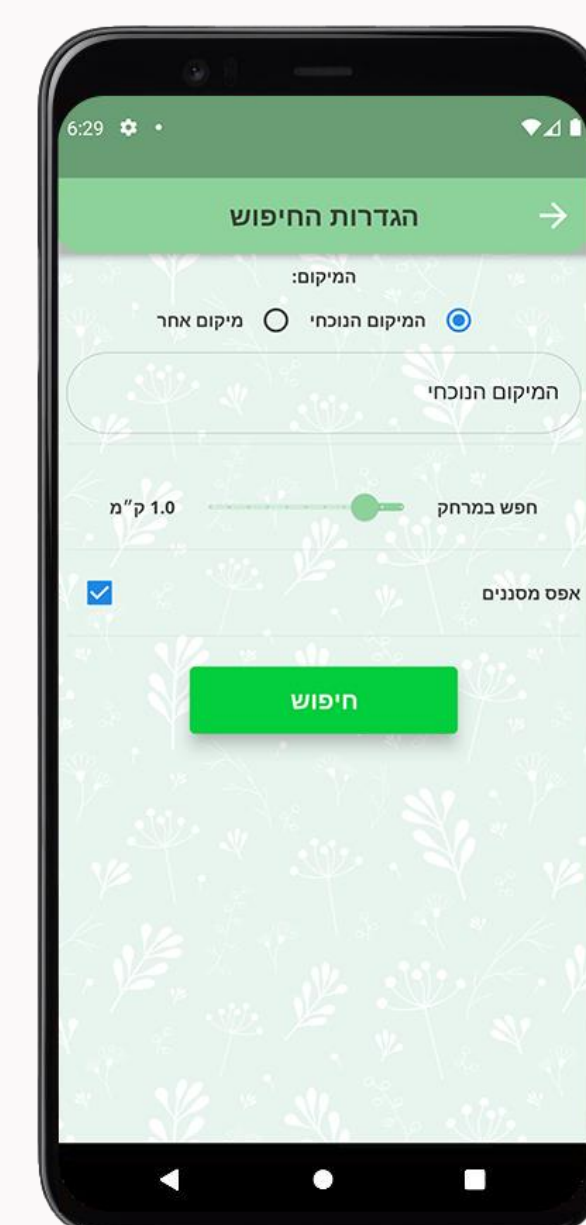 6:29
הגדרות החיפוש
המיקום:
המיקום הנוכחי מיקום אחר
המיקום הנוכחי
חפש במרחק 1.0 ק״מ
אפס מסננים
חיפוש